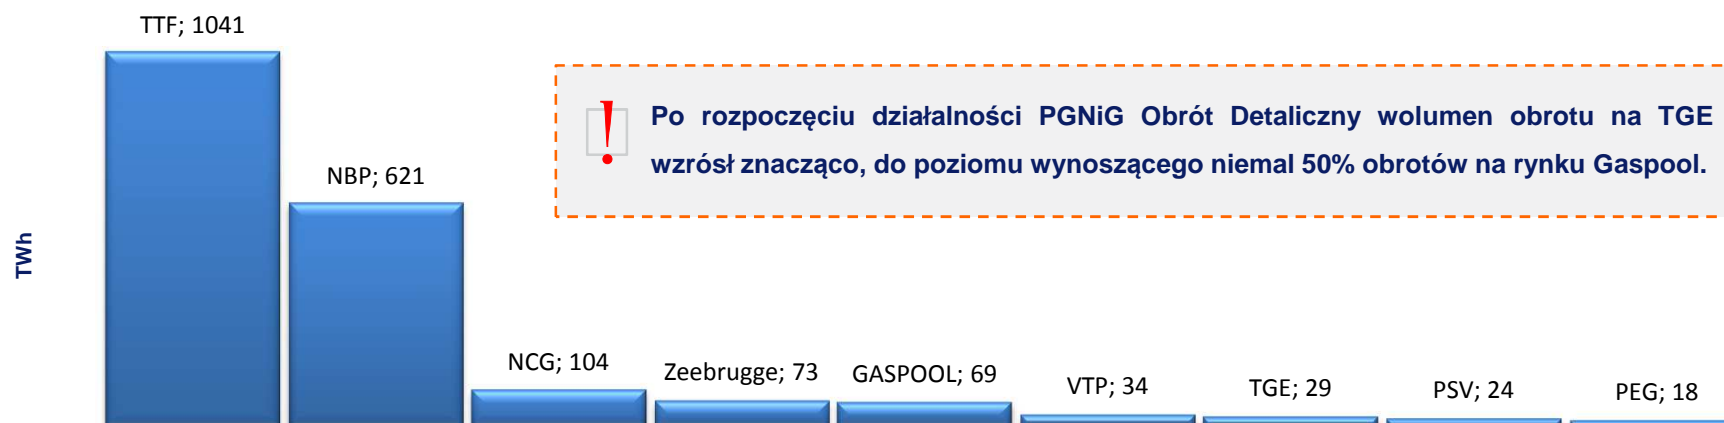 TTF; 1041
!
Po rozpoczęciu działalności PGNiG Obrót Detaliczny wolumen obrotu na TGE
wzrósł znacząco, do poziomu wynoszącego niemal 50% obrotów na rynku Gaspool.
NBP; 621
TWh
NCG; 104
Zeebrugge; 73
GASPOOL; 69
VTP; 34
TGE; 29
PSV; 24
PEG; 18